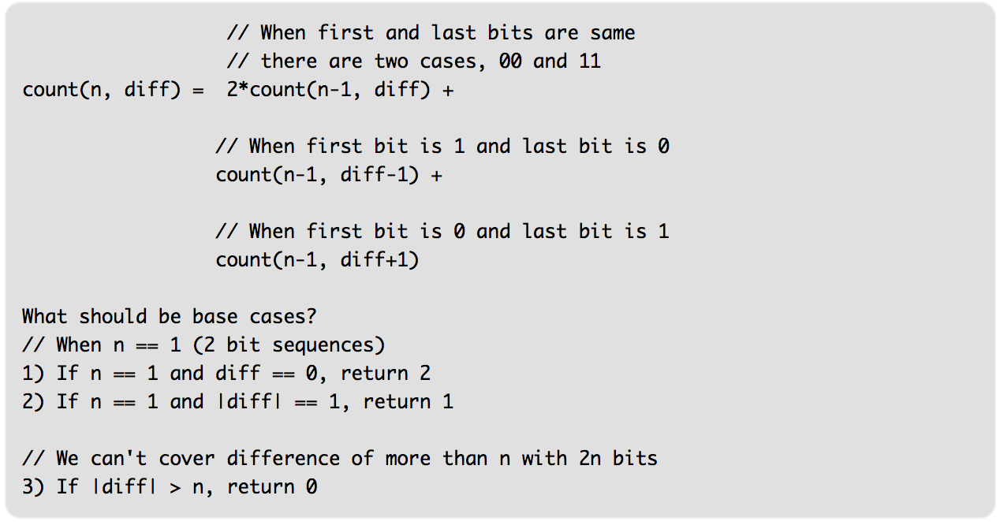 // When first and last bits are same
// there are two cases, 00 and 11
count(n, diff) =  2*count(n-1, diff) +
// When first bit is 1 and last bit is 0
count(n-1, diff-1) +
// When first bit is 0 and last bit is 1
count(n-1, diff+1)
What should be base cases?
// When n == 1 (2 bit sequences)
1) If n == 1 and diff == 0, return 2
2) If n == 1 and |diff| == 1, return 1
// We can't cover difference of more than n with 2n bits
3) If |diff| > n, return 0